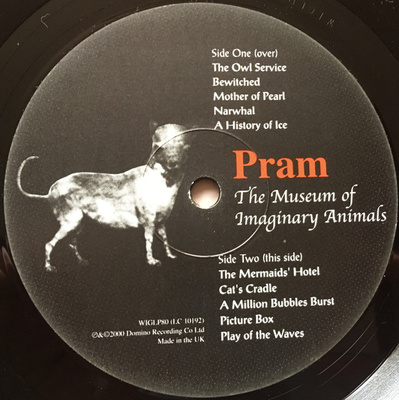 Side One (over)
The Owl Service
Bewitched
Mother of Pearl
Narwhal
A History of Ice
Pram
The Museum of
Imaginary Animals
Side Two (this side)
The Mermaids' Hotel
Cat's Cradle
A Million Bubbles Burst
Picture Box
Play of the Waves
WIGLP80 (LC 10192)
℗&©2000 Domino Recording Co Ltd
Made in the UK